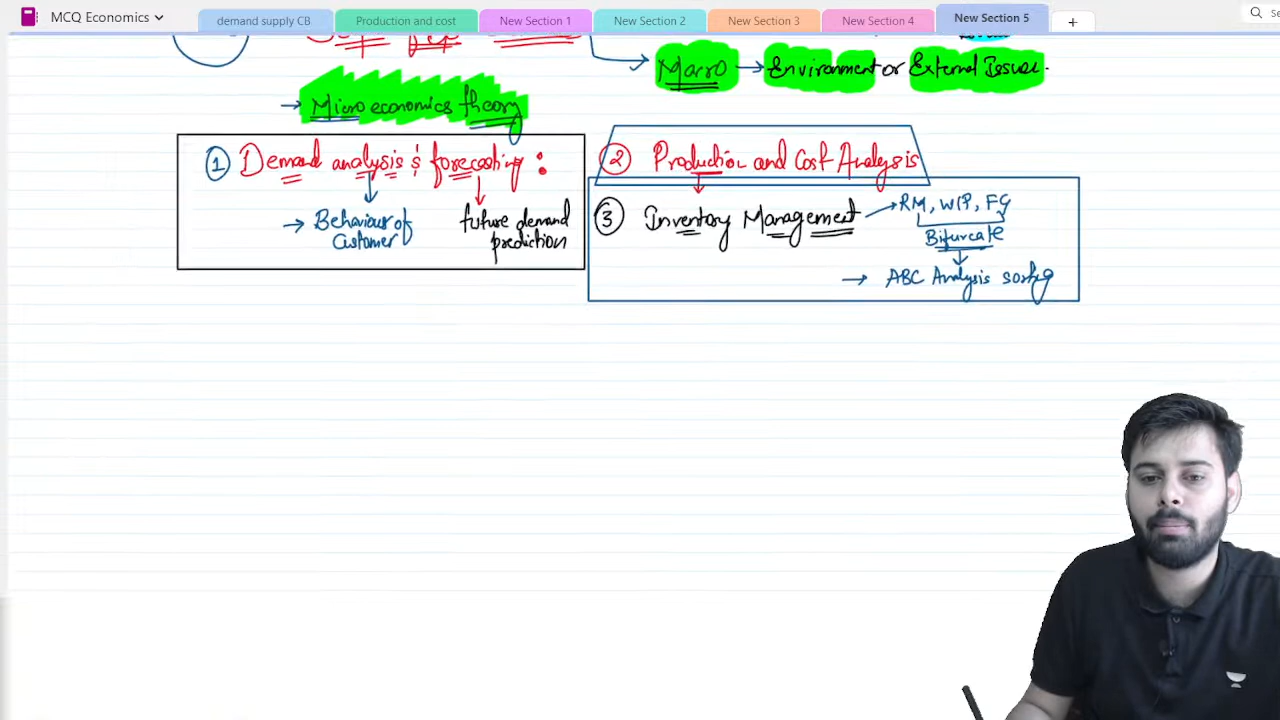 MCQ Economics
demand supply CB
Production and cost
New Section 1
New Section 2
New Section 3
New Section 4
New Section 5
+
Se
Macro → Environment or External Issue.
→ Micro economics theory
① Demand analysis & forecasting :
→ Behaviour of
Customer
future demand
prediction
② Production and Cost Analysis
③ Inventory Management → RM, WIP, FG
Bifurcate
→ ABC Analysis sorting